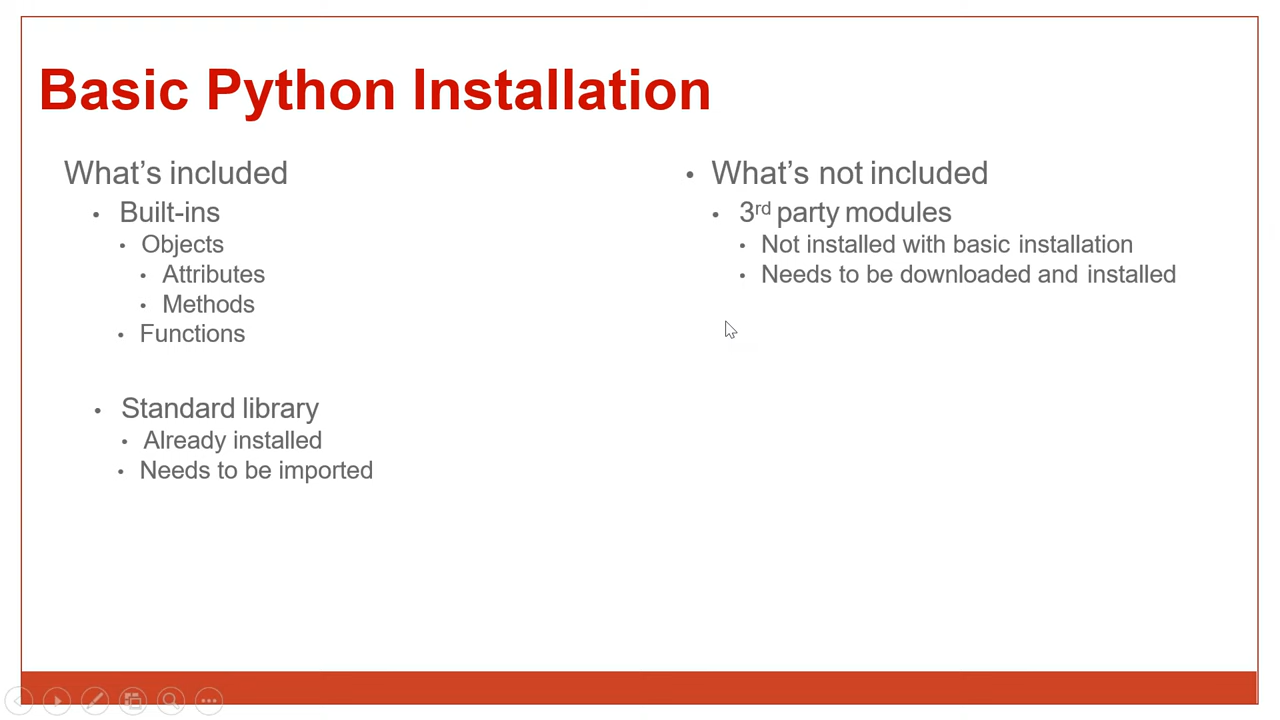 Basic Python Installation
What's included
• Built-ins
• Objects
• Attributes
• Methods
• Functions
• Standard library
• Already installed
• Needs to be imported
• What's not included
• 3rd party modules
• Not installed with basic installation
• Needs to be downloaded and installed